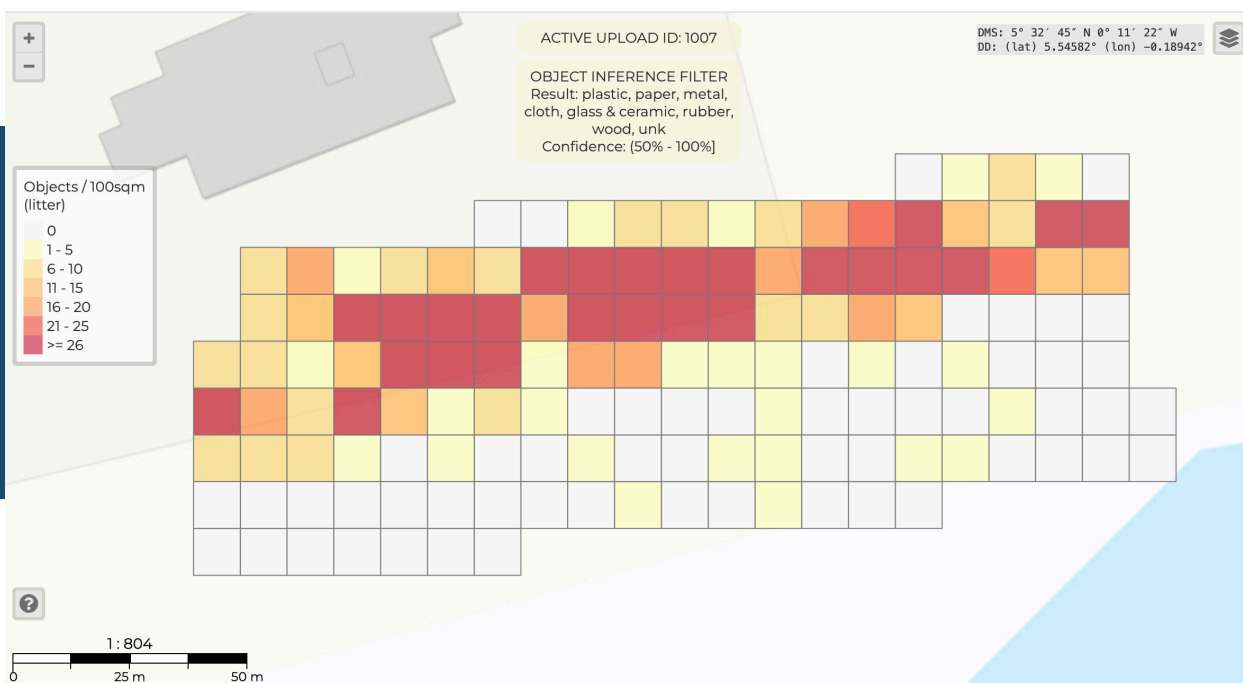 +
−
ACTIVE UPLOAD ID: 1007
OBJECT INFERENCE FILTER
Result: plastic, paper, metal,
cloth, glass & ceramic, rubber,
wood, unk
Confidence: (50% - 100%]
DMS: 5° 32′ 45″ N 0° 11′ 22″ W
DD: (lat) 5.54582° (lon) −0.18942°
Objects / 100sqm
(litter)
0
1 - 5
6 - 10
11 - 15
16 - 20
21 - 25
>= 26
?
1 : 804
0 25 m 50 m